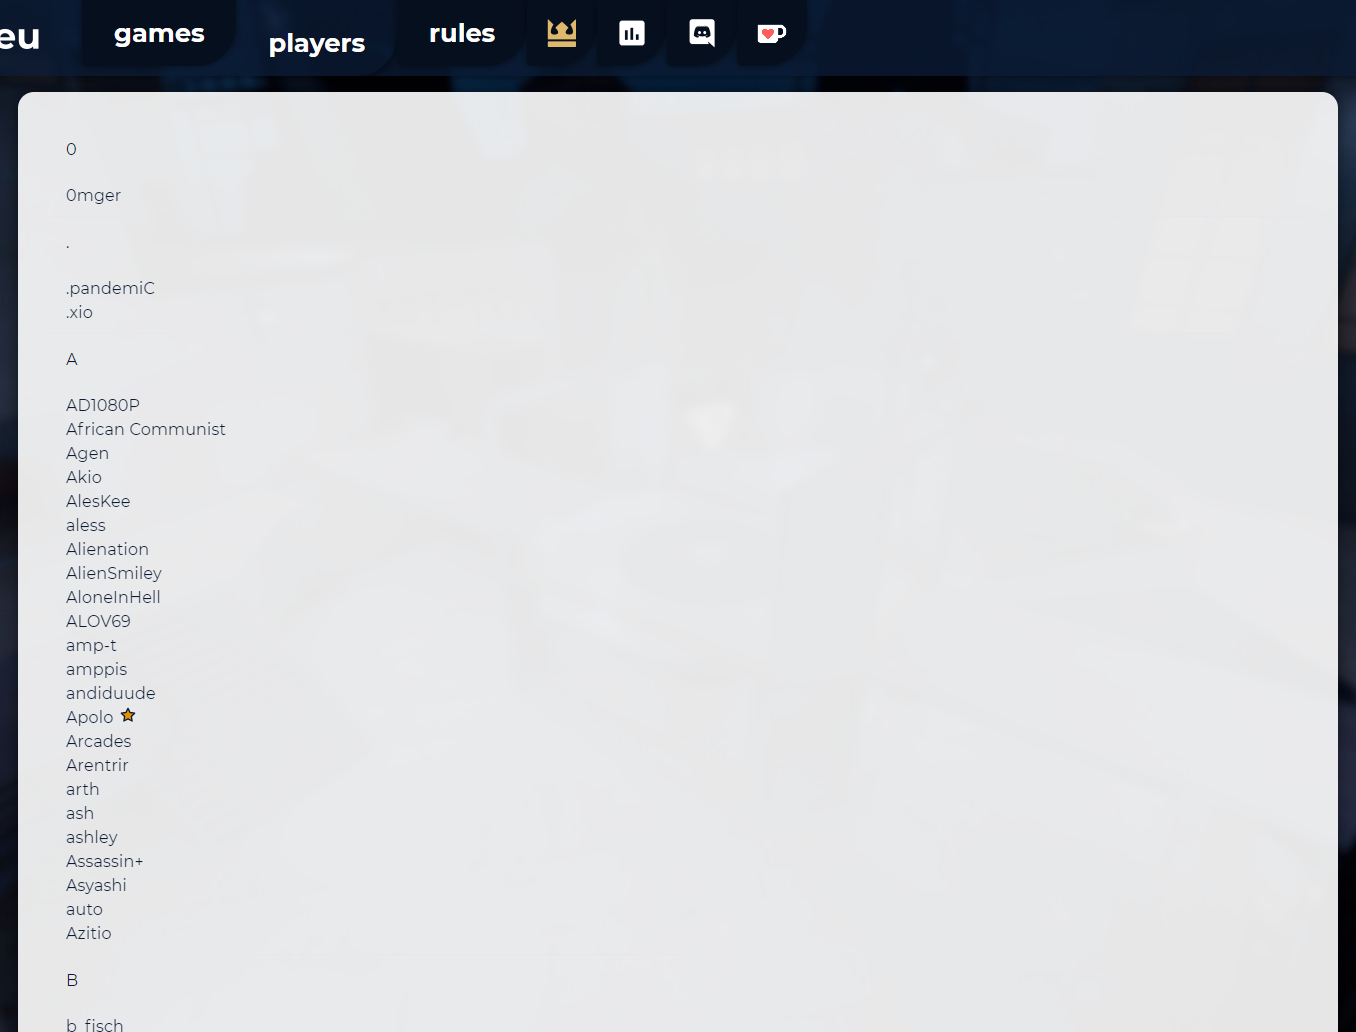 eu games players rules
0
0mger
.
.pandemiC
.xio
A
AD1080P
African Communist
Agen
Akio
AlesKee
aless
Alienation
AlienSmiley
AloneInHell
ALOV69
amp-t
amppis
andiduude
Apolo
Arcades
Arentrir
arth
ash
ashley
Assassin+
Asyashi
auto
Azitio
B
b_fisch